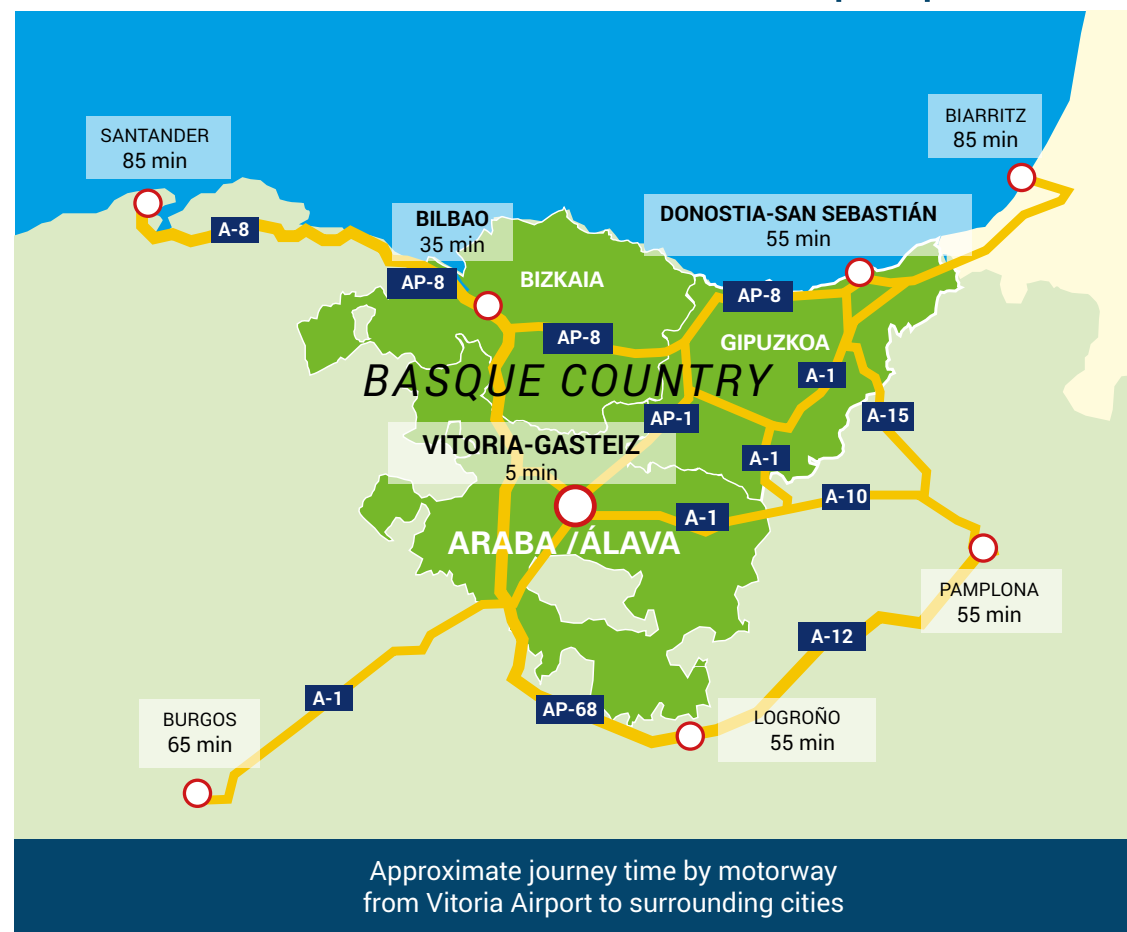 BIARRITZ
85 min
SANTANDER
85 min
BILBAO
35 min
DONOSTIA-SAN SEBASTIÁN
55 min
A-8
AP-8
BIZKAIA
AP-8
AP-8
GIPUZKOA
BASQUE COUNTRY
A-1
AP-1
A-15
VITORIA-GASTEIZ
5 min
A-1
A-10
A-1
ARABA /ÁLAVA
PAMPLONA
55 min
A-12
A-1
AP-68
BURGOS
65 min
LOGROÑO
55 min
Approximate journey time by motorway
from Vitoria Airport to surrounding cities